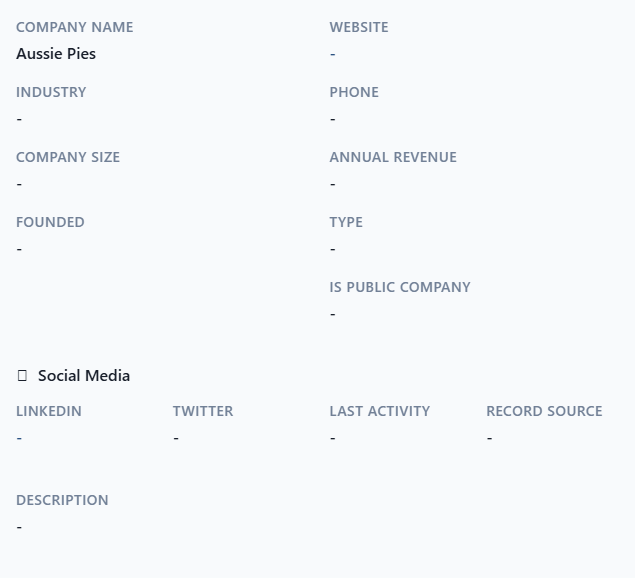 COMPANY NAME
Aussie Pies
WEBSITE
-
INDUSTRY
-
PHONE
-
COMPANY SIZE
-
ANNUAL REVENUE
-
FOUNDED
-
TYPE
-
IS PUBLIC COMPANY
-
Social Media
LINKEDIN
-
TWITTER
-
LAST ACTIVITY
-
RECORD SOURCE
-
DESCRIPTION
-